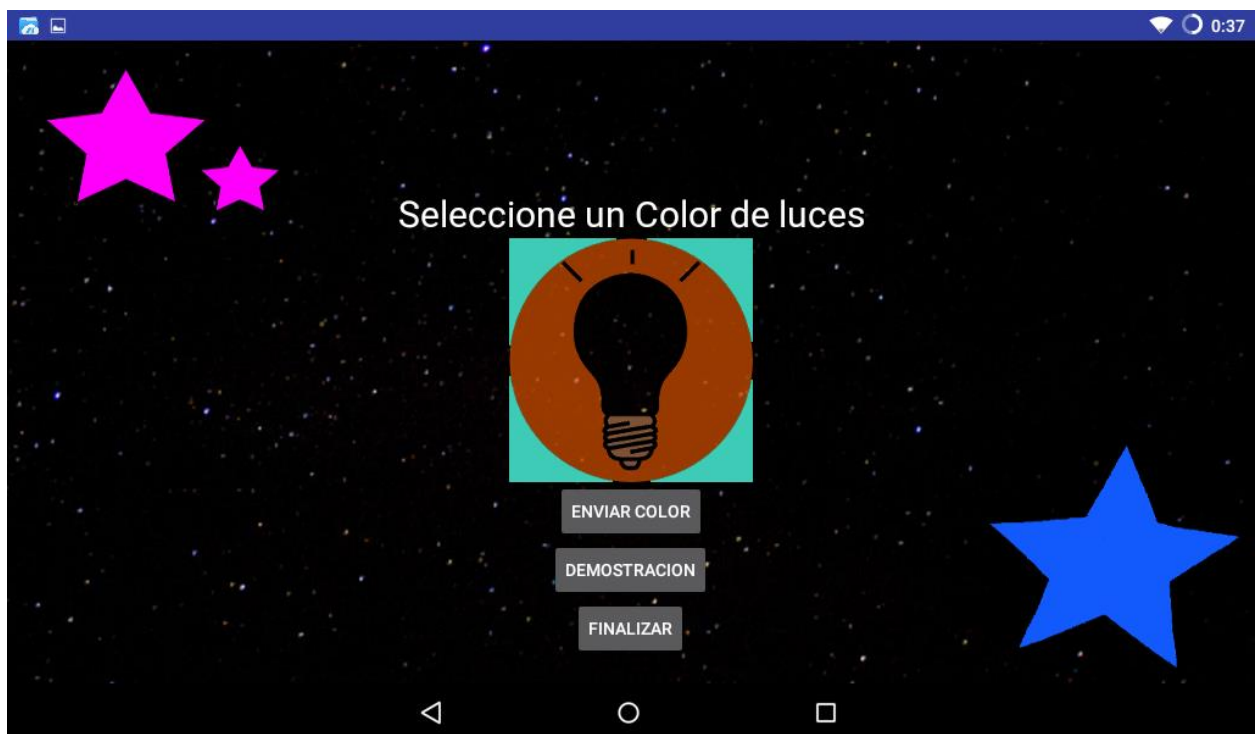 0:37
Seleccione un Color de luces
ENVIAR COLOR
DEMOSTRACION
FINALIZAR